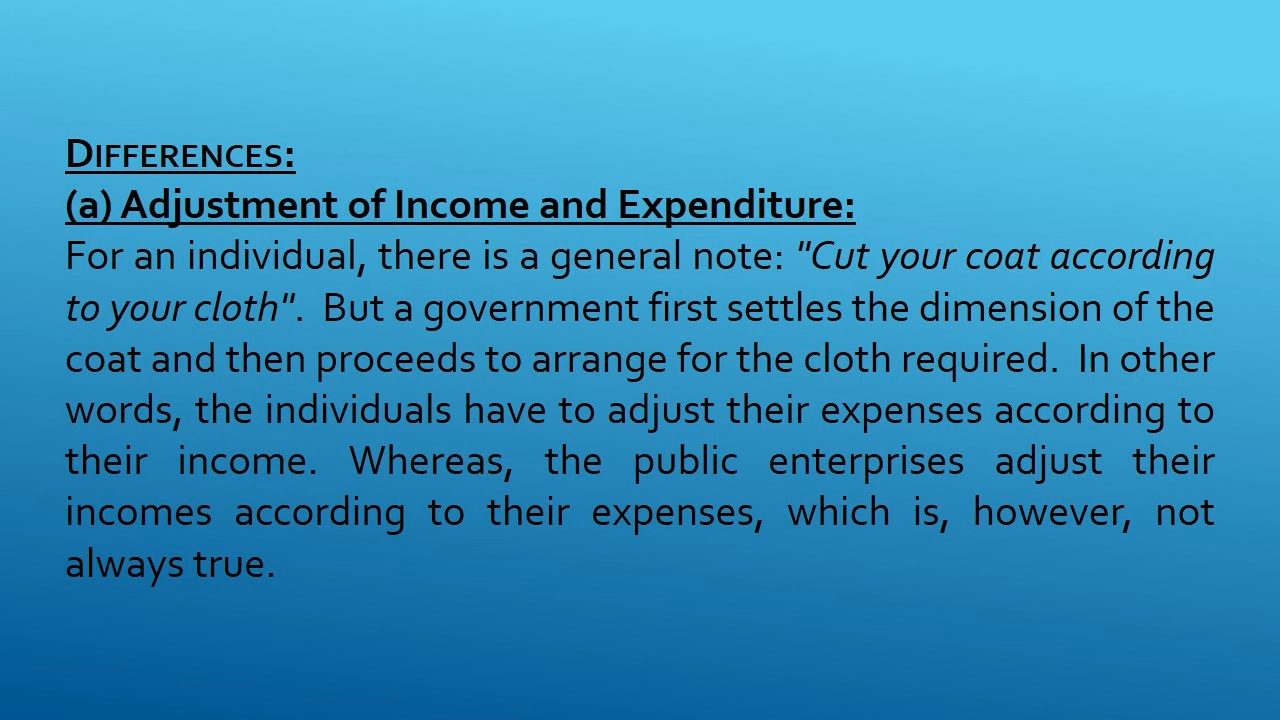 DIFFERENCES:
(a) Adjustment of Income and Expenditure:
For an individual, there is a general note: "Cut your coat according
to your cloth".  But a government first settles the dimension of the
coat and then proceeds to arrange for the cloth required.  In other
words, the individuals have to adjust their expenses according to
their income. Whereas, the public enterprises adjust their
incomes according to their expenses, which is, however, not
always true.